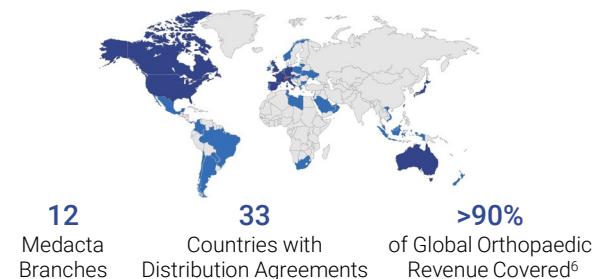 12
Medacta
Branches
33
Countries with
Distribution Agreements
>90%
of Global Orthopaedic
Revenue Covered⁶